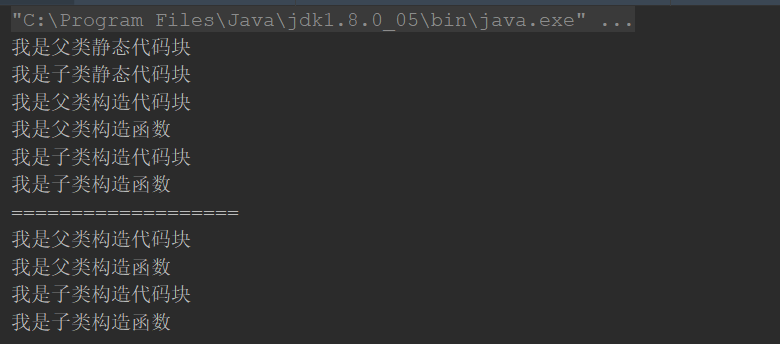 "C:\Program Files\Java\jdk1.8.0_05\bin\java.exe" ...
我是父类静态代码块
我是子类静态代码块
我是父类构造代码块
我是父类构造函数
我是子类构造代码块
我是子类构造函数
===================
我是父类构造代码块
我是父类构造函数
我是子类构造代码块
我是子类构造函数